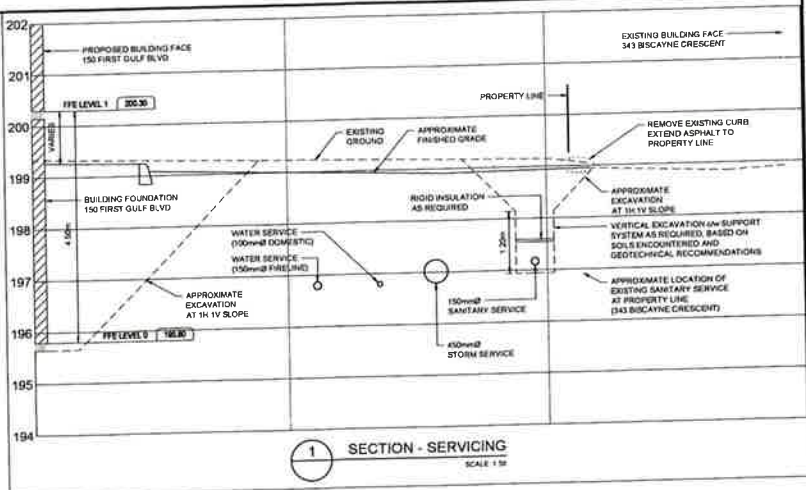 202
201
200
199
198
197
196
195
194
PROPOSED BUILDING FACE
150 FIRST GULF BLVD
FFE LEVEL 1 200.30
VARIES
4.50m
BUILDING FOUNDATION
150 FIRST GULF BLVD
FFE LEVEL 0 195.80
APPROXIMATE
EXCAVATION
AT 1H:1V SLOPE
EXISTING
GROUND
APPROXIMATE
FINISHED GRADE
WATER SERVICE
(100mmØ DOMESTIC)
WATER SERVICE
(150mmØ FIRELINE)
450mmØ
STORM SERVICE
RIGID INSULATION
AS REQUIRED
1.20m
150mmØ
SANITARY SERVICE
PROPERTY LINE
EXISTING BUILDING FACE
343 BISCAYNE CRESCENT
REMOVE EXISTING CURB
EXTEND ASPHALT TO
PROPERTY LINE
APPROXIMATE
EXCAVATION
AT 1H:1V SLOPE
VERTICAL EXCAVATION c/w SUPPORT
SYSTEM AS REQUIRED, BASED ON
SOILS ENCOUNTERED AND
GEOTECHNICAL RECOMMENDATIONS
APPROXIMATE LOCATION OF
EXISTING SANITARY SERVICE
AT PROPERTY LINE
(343 BISCAYNE CRESCENT)
1 SECTION - SERVICING
SCALE 1:50